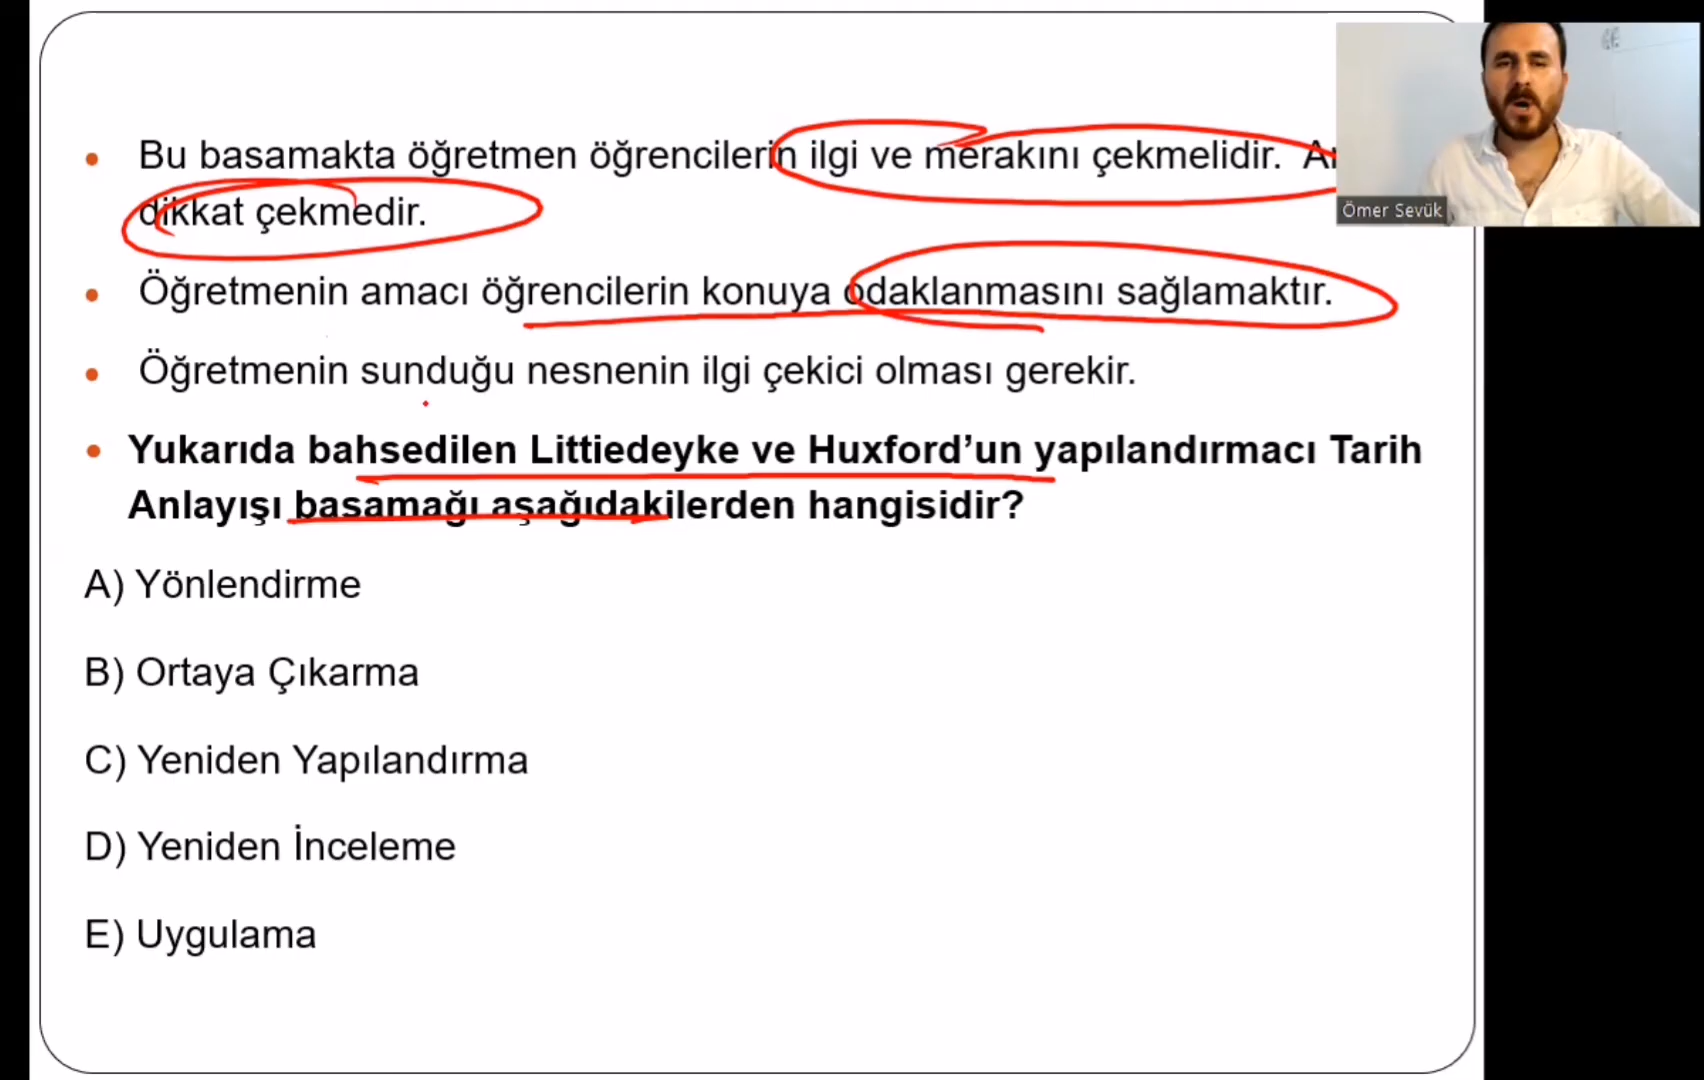 Bu basamakta öğretmen öğrencilerin ilgi ve merakını çekmelidir.
dikkat çekmedir.
Öğretmenin amacı öğrencilerin konuya odaklanmasını sağlamaktır.
Öğretmenin sunduğu nesnenin ilgi çekici olması gerekir.
Yukarıda bahsedilen Littiedeyke ve Huxford’un yapılandırmacı Tarih
Anlayışı basamağı aşağıdakilerden hangisidir?
A) Yönlendirme
B) Ortaya Çıkarma
C) Yeniden Yapılandırma
D) Yeniden İnceleme
E) Uygulama
Ömer Sevük